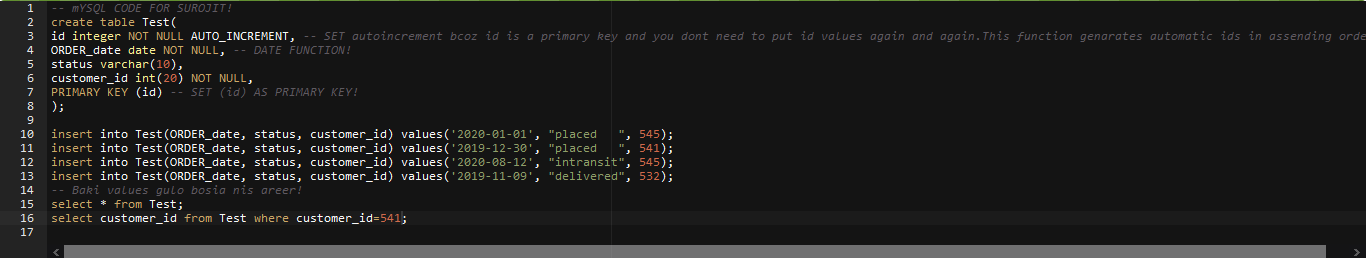 1 -- mYSQL CODE FOR SUROJIT!
2 create table Test(
3 id integer NOT NULL AUTO_INCREMENT, -- SET autoincrement bcoz id is a primary key and you dont need to put id values again and again.This function genarates automatic ids in assending orde
4 ORDER_date date NOT NULL, -- DATE FUNCTION!
5 status varchar(10),
6 customer_id int(20) NOT NULL,
7 PRIMARY KEY (id) -- SET (id) AS PRIMARY KEY!
8 );
9
10 insert into Test(ORDER_date, status, customer_id) values('2020-01-01', "placed   ", 545);
11 insert into Test(ORDER_date, status, customer_id) values('2019-12-30', "placed   ", 541);
12 insert into Test(ORDER_date, status, customer_id) values('2020-08-12', "intransit", 545);
13 insert into Test(ORDER_date, status, customer_id) values('2019-11-09', "delivered", 532);
14 -- Baki values gulo bosia nis areer!
15 select * from Test;
16 select customer_id from Test where customer_id=541;
17